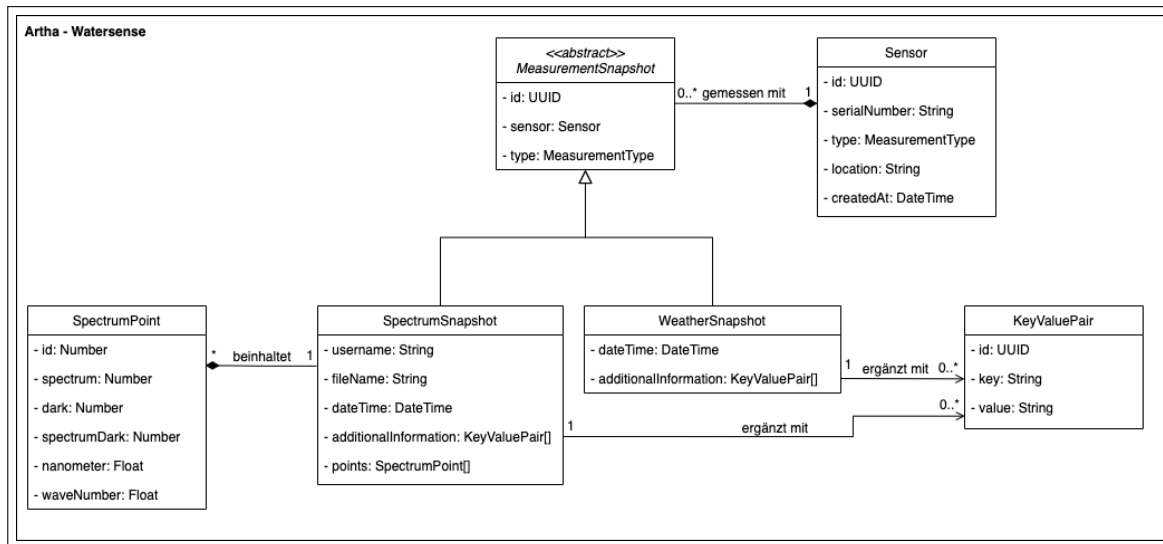 Artha - Watersense
<<abstract>>
MeasurementSnapshot
- id: UUID
- sensor: Sensor
- type: MeasurementType
0..* gemessen mit 1
Sensor
- id: UUID
- serialNumber: String
- type: MeasurementType
- location: String
- createdAt: DateTime
SpectrumPoint
- id: Number
- spectrum: Number
- dark: Number
- spectrumDark: Number
- nanometer: Float
- waveNumber: Float
* beinhaltet 1
SpectrumSnapshot
- username: String
- fileName: String
- dateTime: DateTime
- additionalInformation: KeyValuePair[]
- points: SpectrumPoint[]
WeatherSnapshot
- dateTime: DateTime
- additionalInformation: KeyValuePair[]
1 ergänzt mit 0..*
1 ergänzt mit 0..*
KeyValuePair
- id: UUID
- key: String
- value: String